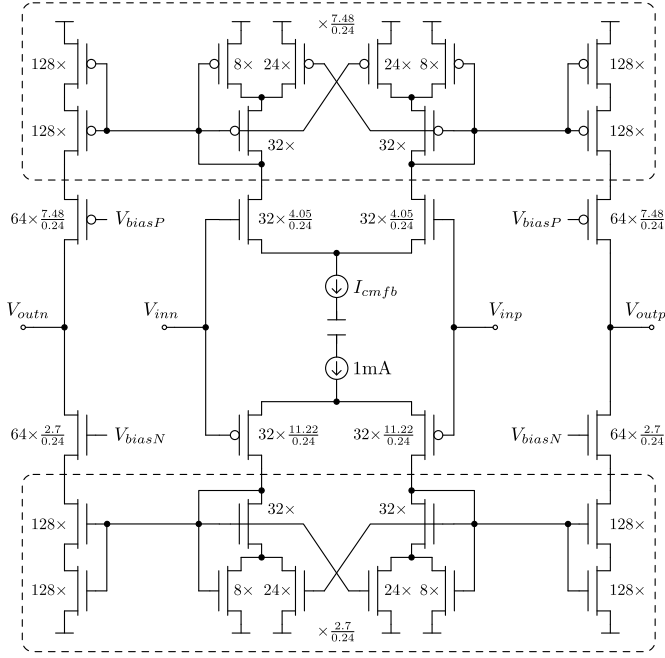 ×7.48/0.24
128× 8× 24× 24× 8× 128×
128× 32× 32× 128×
64×7.48/0.24 VbiasP 32×4.05/0.24 32×4.05/0.24 VbiasP 64×7.48/0.24
Icmfb
Voutn Vinn Vinp Voutp
1mA
64×2.7/0.24 VbiasN 32×11.22/0.24 32×11.22/0.24 VbiasN 64×2.7/0.24
128× 32× 32× 128×
128× 8× 24× 24× 8× 128×
×2.7/0.24